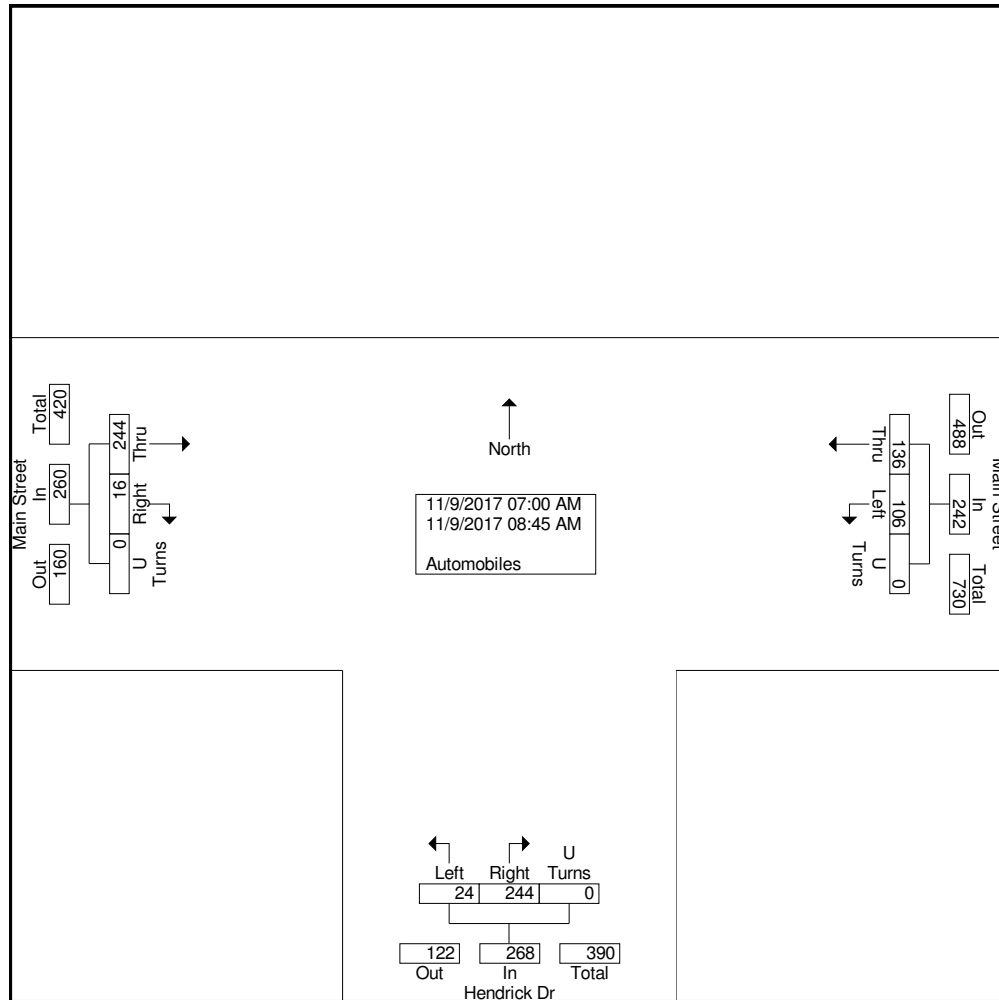 Main Street
Out
In
Total
160
260
420
244
16
0
Thru
Right
U
Turns
North
11/9/2017 07:00 AM
11/9/2017 08:45 AM
Automobiles
Main Street
Out
In
Total
488
242
730
136
106
0
Thru
Left
U
Turns
U
Left Right Turns
24 244 0
122 268 390
Out In Total
Hendrick Dr